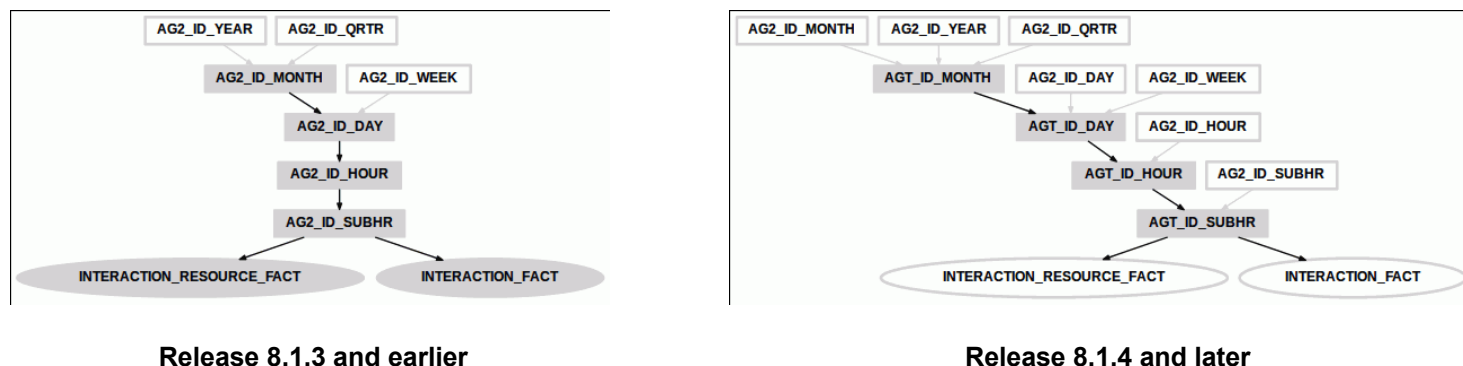 AG2_ID_YEAR AG2_ID_QRTR
AG2_ID_MONTH AG2_ID_WEEK
AG2_ID_DAY
AG2_ID_HOUR
AG2_ID_SUBHR
INTERACTION_RESOURCE_FACT INTERACTION_FACT
Release 8.1.3 and earlier
AG2_ID_MONTH AG2_ID_YEAR AG2_ID_QRTR
AGT_ID_MONTH AG2_ID_DAY AG2_ID_WEEK
AGT_ID_DAY AG2_ID_HOUR
AGT_ID_HOUR AG2_ID_SUBHR
AGT_ID_SUBHR
INTERACTION_RESOURCE_FACT INTERACTION_FACT
Release 8.1.4 and later